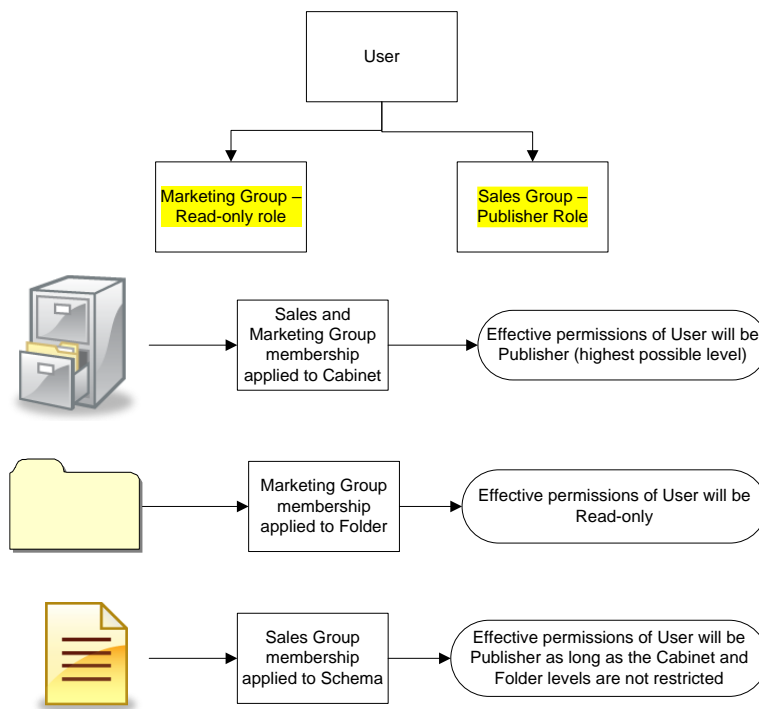 User
Marketing Group –
Read-only role
Sales Group –
Publisher Role
Sales and
Marketing Group
membership
applied to Cabinet
Effective permissions of User will be
Publisher (highest possible level)
Marketing Group
membership
applied to Folder
Effective permissions of User will be
Read-only
Sales Group
membership
applied to Schema
Effective permissions of User will be
Publisher as long as the Cabinet and
Folder levels are not restricted